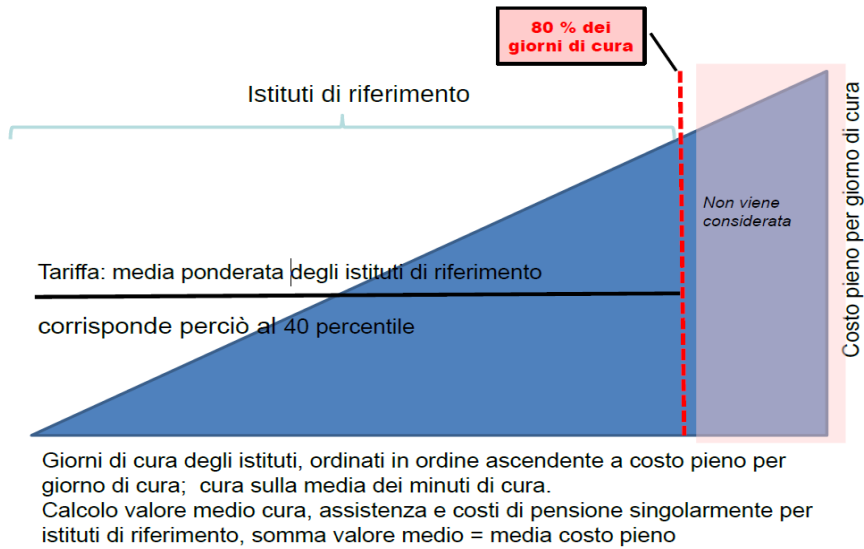 80 % dei
giorni di cura
Istituti di riferimento
Non viene
considerata
Costo pieno per giorno di cura
Tariffa: media ponderata degli istituti di riferimento
corrisponde perciò al 40 percentile
Giorni di cura degli istituti, ordinati in ordine ascendente a costo pieno per
giorno di cura;  cura sulla media dei minuti di cura.
Calcolo valore medio cura, assistenza e costi di pensione singolarmente per
istituti di riferimento, somma valore medio = media costo pieno